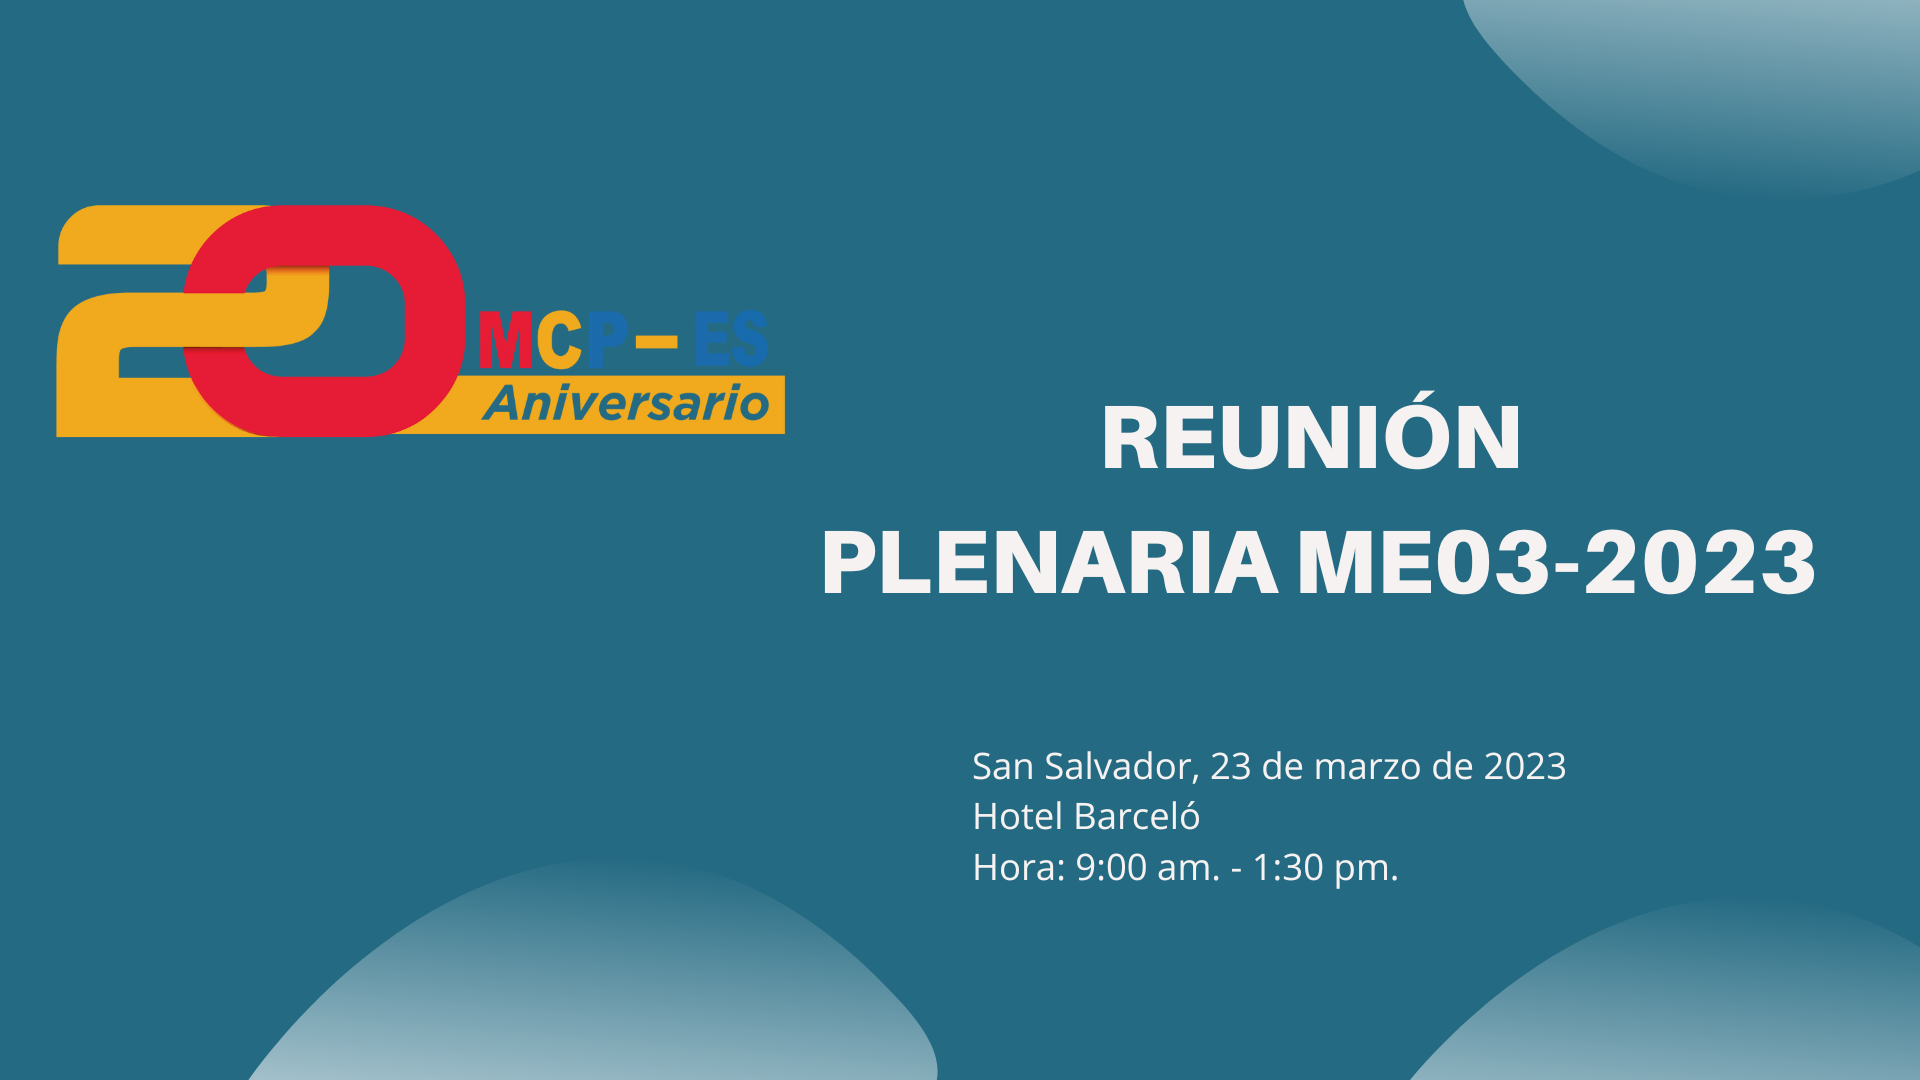 20
MCP-ES
Aniversario
REUNIÓN
PLENARIA ME03-2023
San Salvador, 23 de marzo de 2023
Hotel Barceló
Hora: 9:00 am. - 1:30 pm.